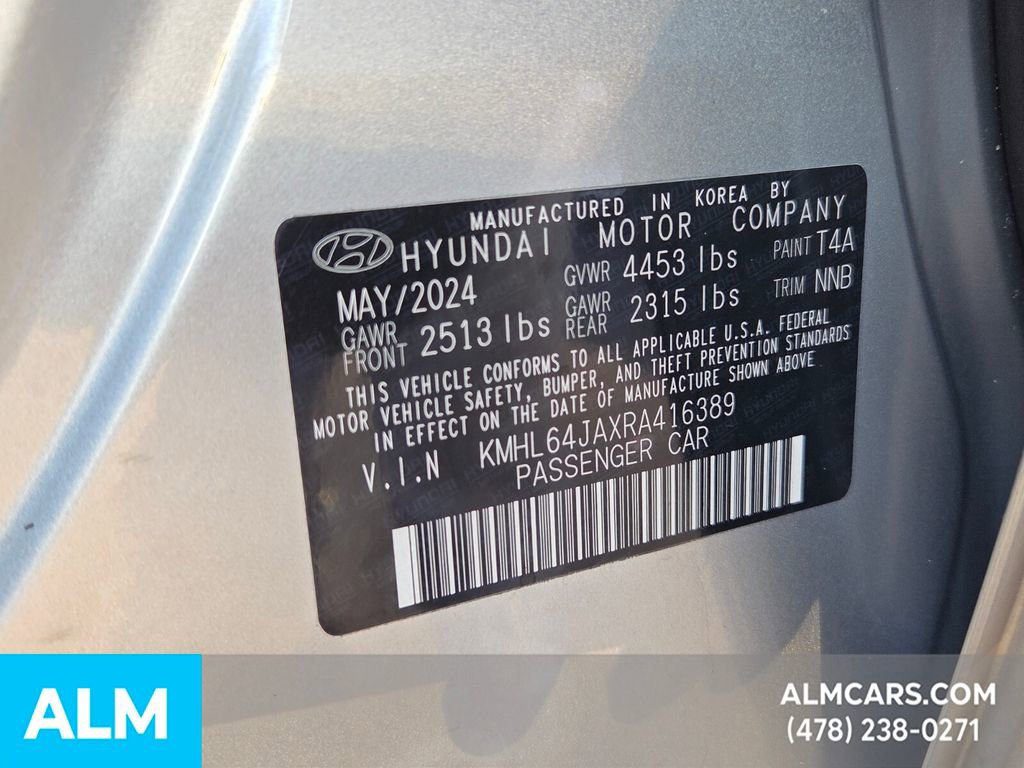 MANUFACTURED IN KOREA BY
HYUNDAI MOTOR COMPANY
MAY/2024 GVWR 4453 lbs PAINT T4A
GAWR FRONT 2513 lbs GAWR REAR 2315 lbs TRIM NNB
THIS VEHICLE CONFORMS TO ALL APPLICABLE U.S.A. FEDERAL
MOTOR VEHICLE SAFETY, BUMPER, AND THEFT PREVENTION STANDARDS
IN EFFECT ON THE DATE OF MANUFACTURE SHOWN ABOVE
V.I.N KMHL64JAXRA416389
PASSENGER CAR
ALM
ALMCARS.COM
(478) 238-0271